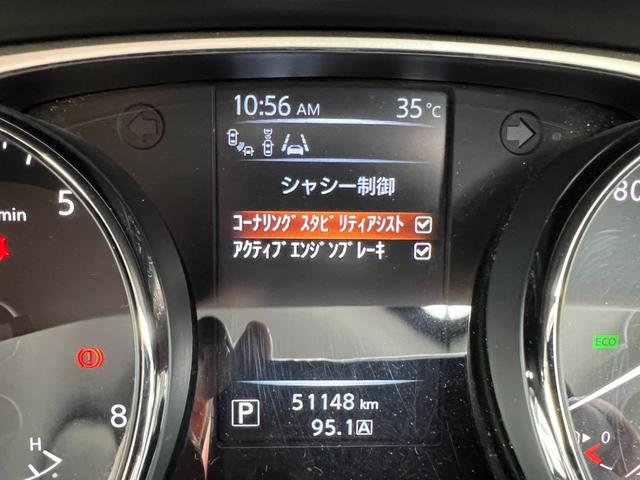 10:56 AM 35℃
シャシー制御
5
/min
80
ｺｰﾅﾘﾝｸﾞｽﾀﾋﾞﾘﾃｨｱｼｽﾄ
ｱｸﾃｨﾌﾞｴﾝｼﾞﾝﾌﾞﾚｰｷ
ECO
8
P 51148 km
95.1 A
H
0